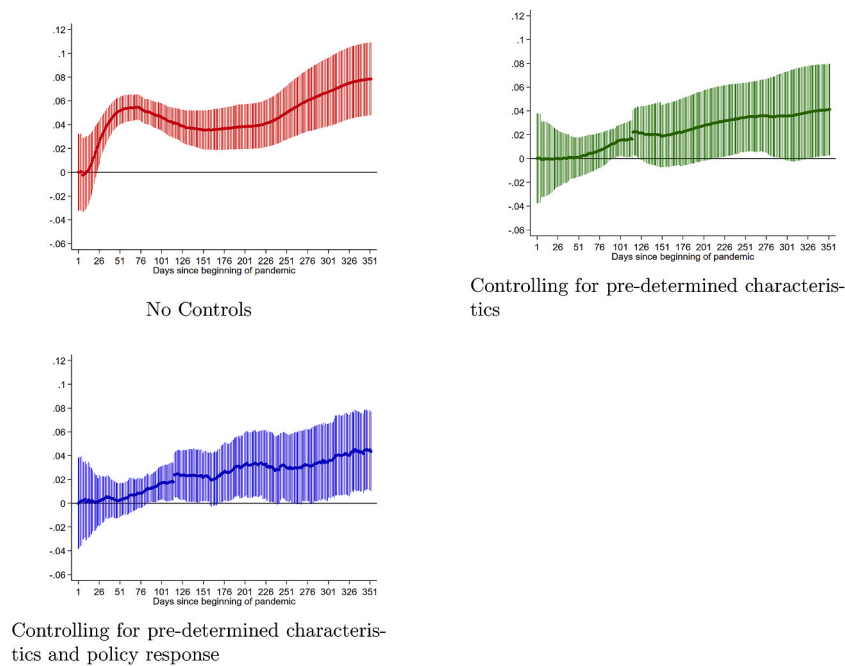 .12
.1
.08
.06
.04
.02
0
-.02
-.04
-.06
1 26 51 76 101 126 151 176 201 226 251 276 301 326 351
Days since beginning of pandemic
No Controls
.12
.1
.08
.06
.04
.02
0
-.02
-.04
-.06
1 26 51 76 101 126 151 176 201 226 251 276 301 326 351
Days since beginning of pandemic
Controlling for pre-determined characteris-
tics
.12
.1
.08
.06
.04
.02
0
-.02
-.04
-.06
1 26 51 76 101 126 151 176 201 226 251 276 301 326 351
Days since beginning of pandemic
Controlling for pre-determined characteris-
tics and policy response